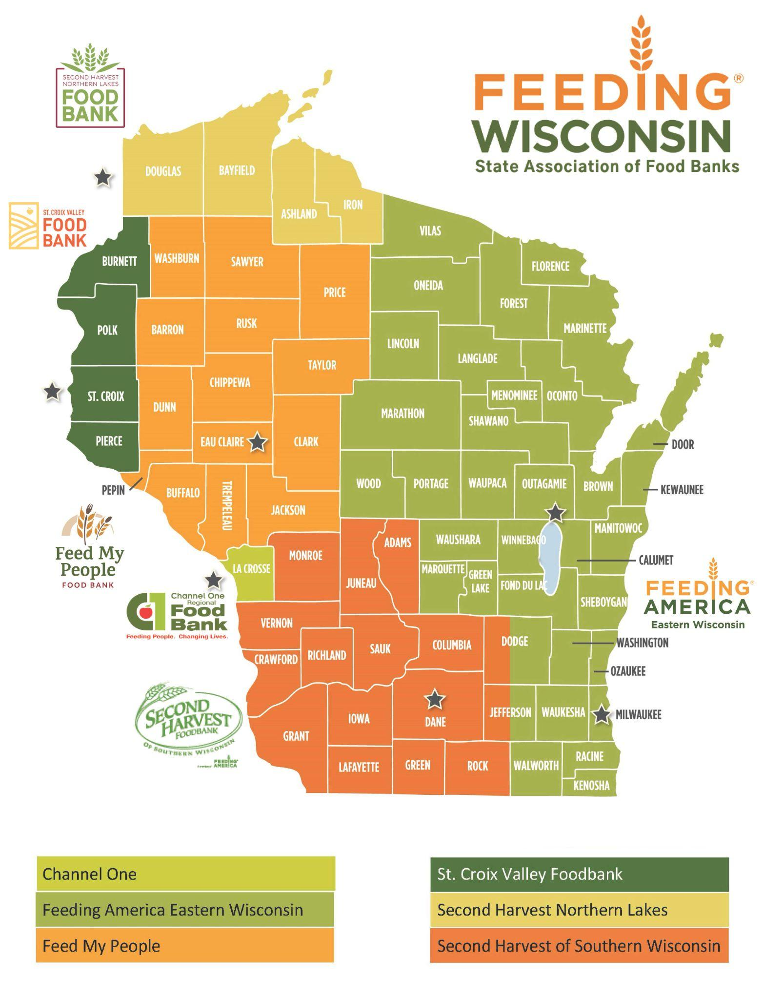 SECOND HARVEST
NORTHERN LAKES
FOOD
BANK
FEEDING®
WISCONSIN
State Association of Food Banks
ST. CROIX VALLEY
FOOD
BANK
DOUGLAS
BAYFIELD
ASHLAND
IRON
VILAS
BURNETT
WASHBURN
SAWYER
FLORENCE
ONEIDA
PRICE
FOREST
POLK
BARRON
RUSK
MARINETTE
LINCOLN
LANGLADE
TAYLOR
CHIPPEWA
ST. CROIX
DUNN
MENOMINEE
OCONTO
MARATHON
SHAWANO
PIERCE
EAU CLAIRE
CLARK
DOOR
PEPIN
BUFFALO
TREMPELEAU
WOOD
PORTAGE
WAUPACA
OUTAGAMIE
BROWN
KEWAUNEE
JACKSON
MANITOWOC
ADAMS
WAUSHARA
WINNEBAGO
MONROE
CALUMET
Feed My
People
FOOD BANK
LA CROSSE
JUNEAU
MARQUETTE
GREEN
LAKE
FOND DU LAC
SHEBOYGAN
FEEDING®
AMERICA
Eastern Wisconsin
Channel One
Regional
Food
Bank
Feeding People. Changing Lives.
VERNON
CRAWFORD
RICHLAND
SAUK
COLUMBIA
DODGE
WASHINGTON
OZAUKEE
SECOND
HARVEST
FOODBANK
OF SOUTHERN WISCONSIN
FEEDING
AMERICA
GRANT
IOWA
DANE
JEFFERSON
WAUKESHA
MILWAUKEE
LAFAYETTE
GREEN
ROCK
WALWORTH
RACINE
KENOSHA
Channel One
Feeding America Eastern Wisconsin
Feed My People
St. Croix Valley Foodbank
Second Harvest Northern Lakes
Second Harvest of Southern Wisconsin